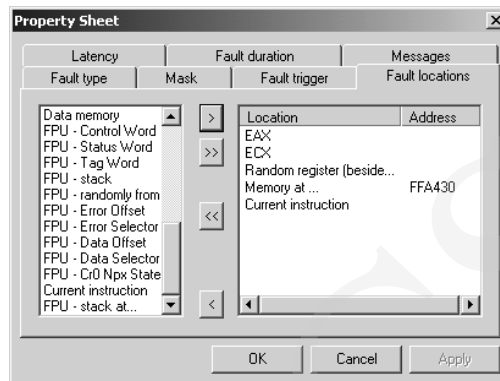 Property Sheet
Latency Fault duration Messages
Fault type Mask Fault trigger Fault locations
Data memory
FPU - Control Word
FPU - Status Word
FPU - Tag Word
FPU - stack
FPU - randomly from
FPU - Error Offset
FPU - Error Selector
FPU - Data Offset
FPU - Data Selector
FPU - Cr0 Npx State
Current instruction
FPU - stack at...
>
>>
<<
<
Location Address
EAX
ECX
Random register (beside...
Memory at ... FFA430
Current instruction
OK Cancel Apply